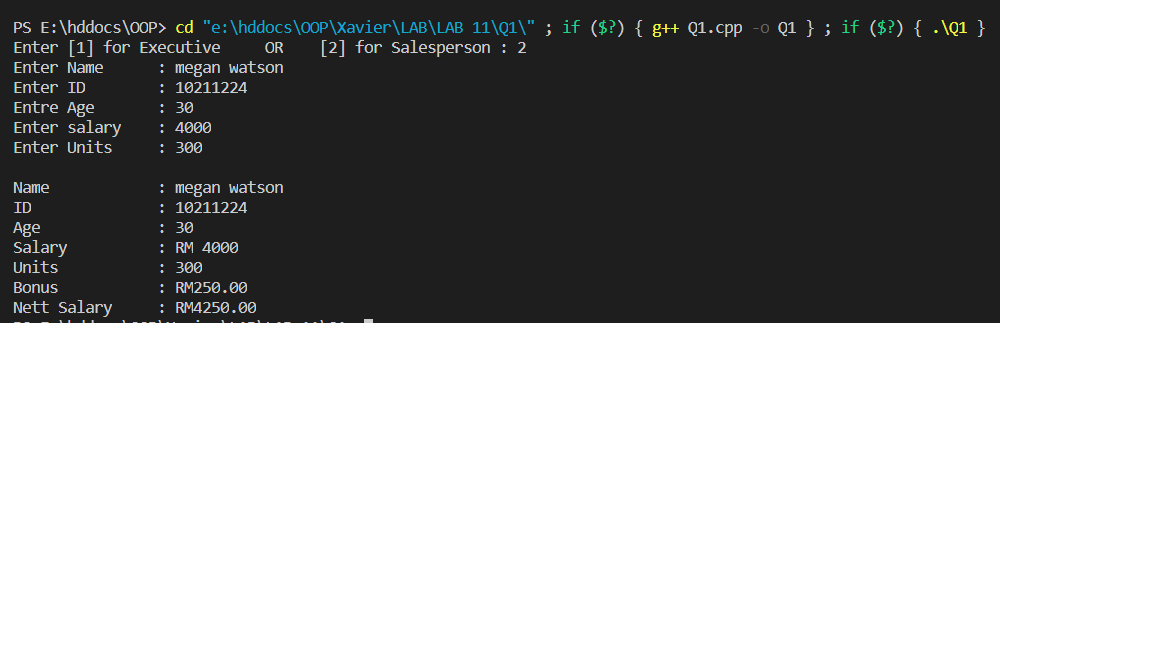 PS E:\hddocs\OOP> cd "e:\hddocs\OOP\Xavier\LAB\LAB 11\Q1\" ; if ($?) { g++ Q1.cpp -o Q1 } ; if ($?) { .\Q1 }
Enter [1] for Executive     OR    [2] for Salesperson : 2
Enter Name      : megan watson
Enter ID        : 10211224
Entre Age       : 30
Enter salary    : 4000
Enter Units     : 300

Name            : megan watson
ID              : 10211224
Age             : 30
Salary          : RM 4000
Units           : 300
Bonus           : RM250.00
Nett Salary     : RM4250.00